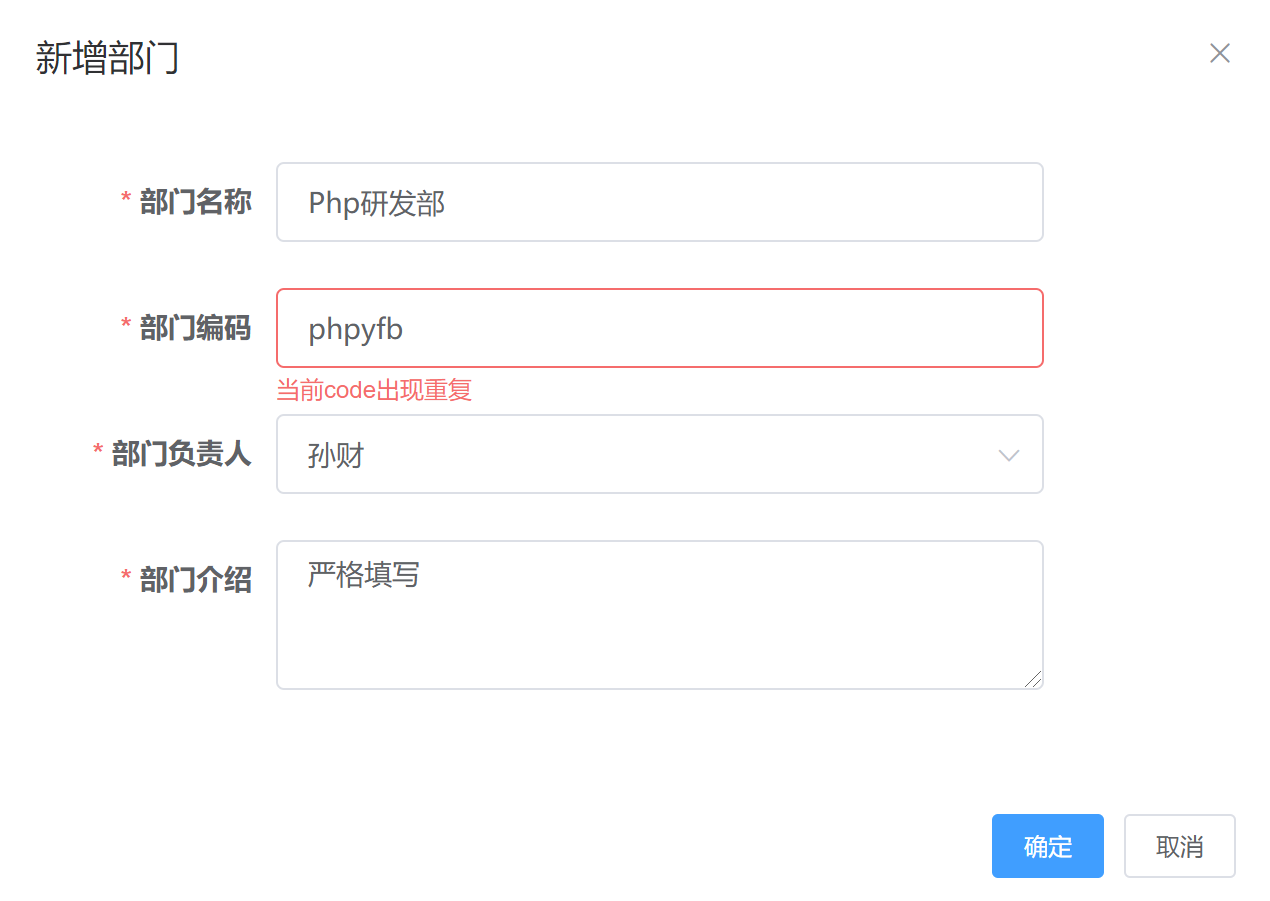 新增部门
* 部门名称 Php研发部
* 部门编码 phpyfb
当前code出现重复
* 部门负责人 孙财
* 部门介绍 严格填写
确定 取消